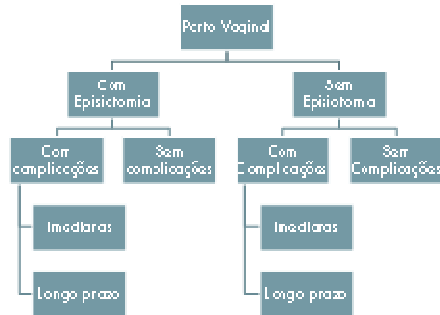 Parto Vaginal
Com
Episiotomia
Sem
Episiotomia
Com
complicações
Sem
complicações
Com
Complicações
Sem
Complicações
Imediatas
Imediatas
Longo prazo
Longo prazo